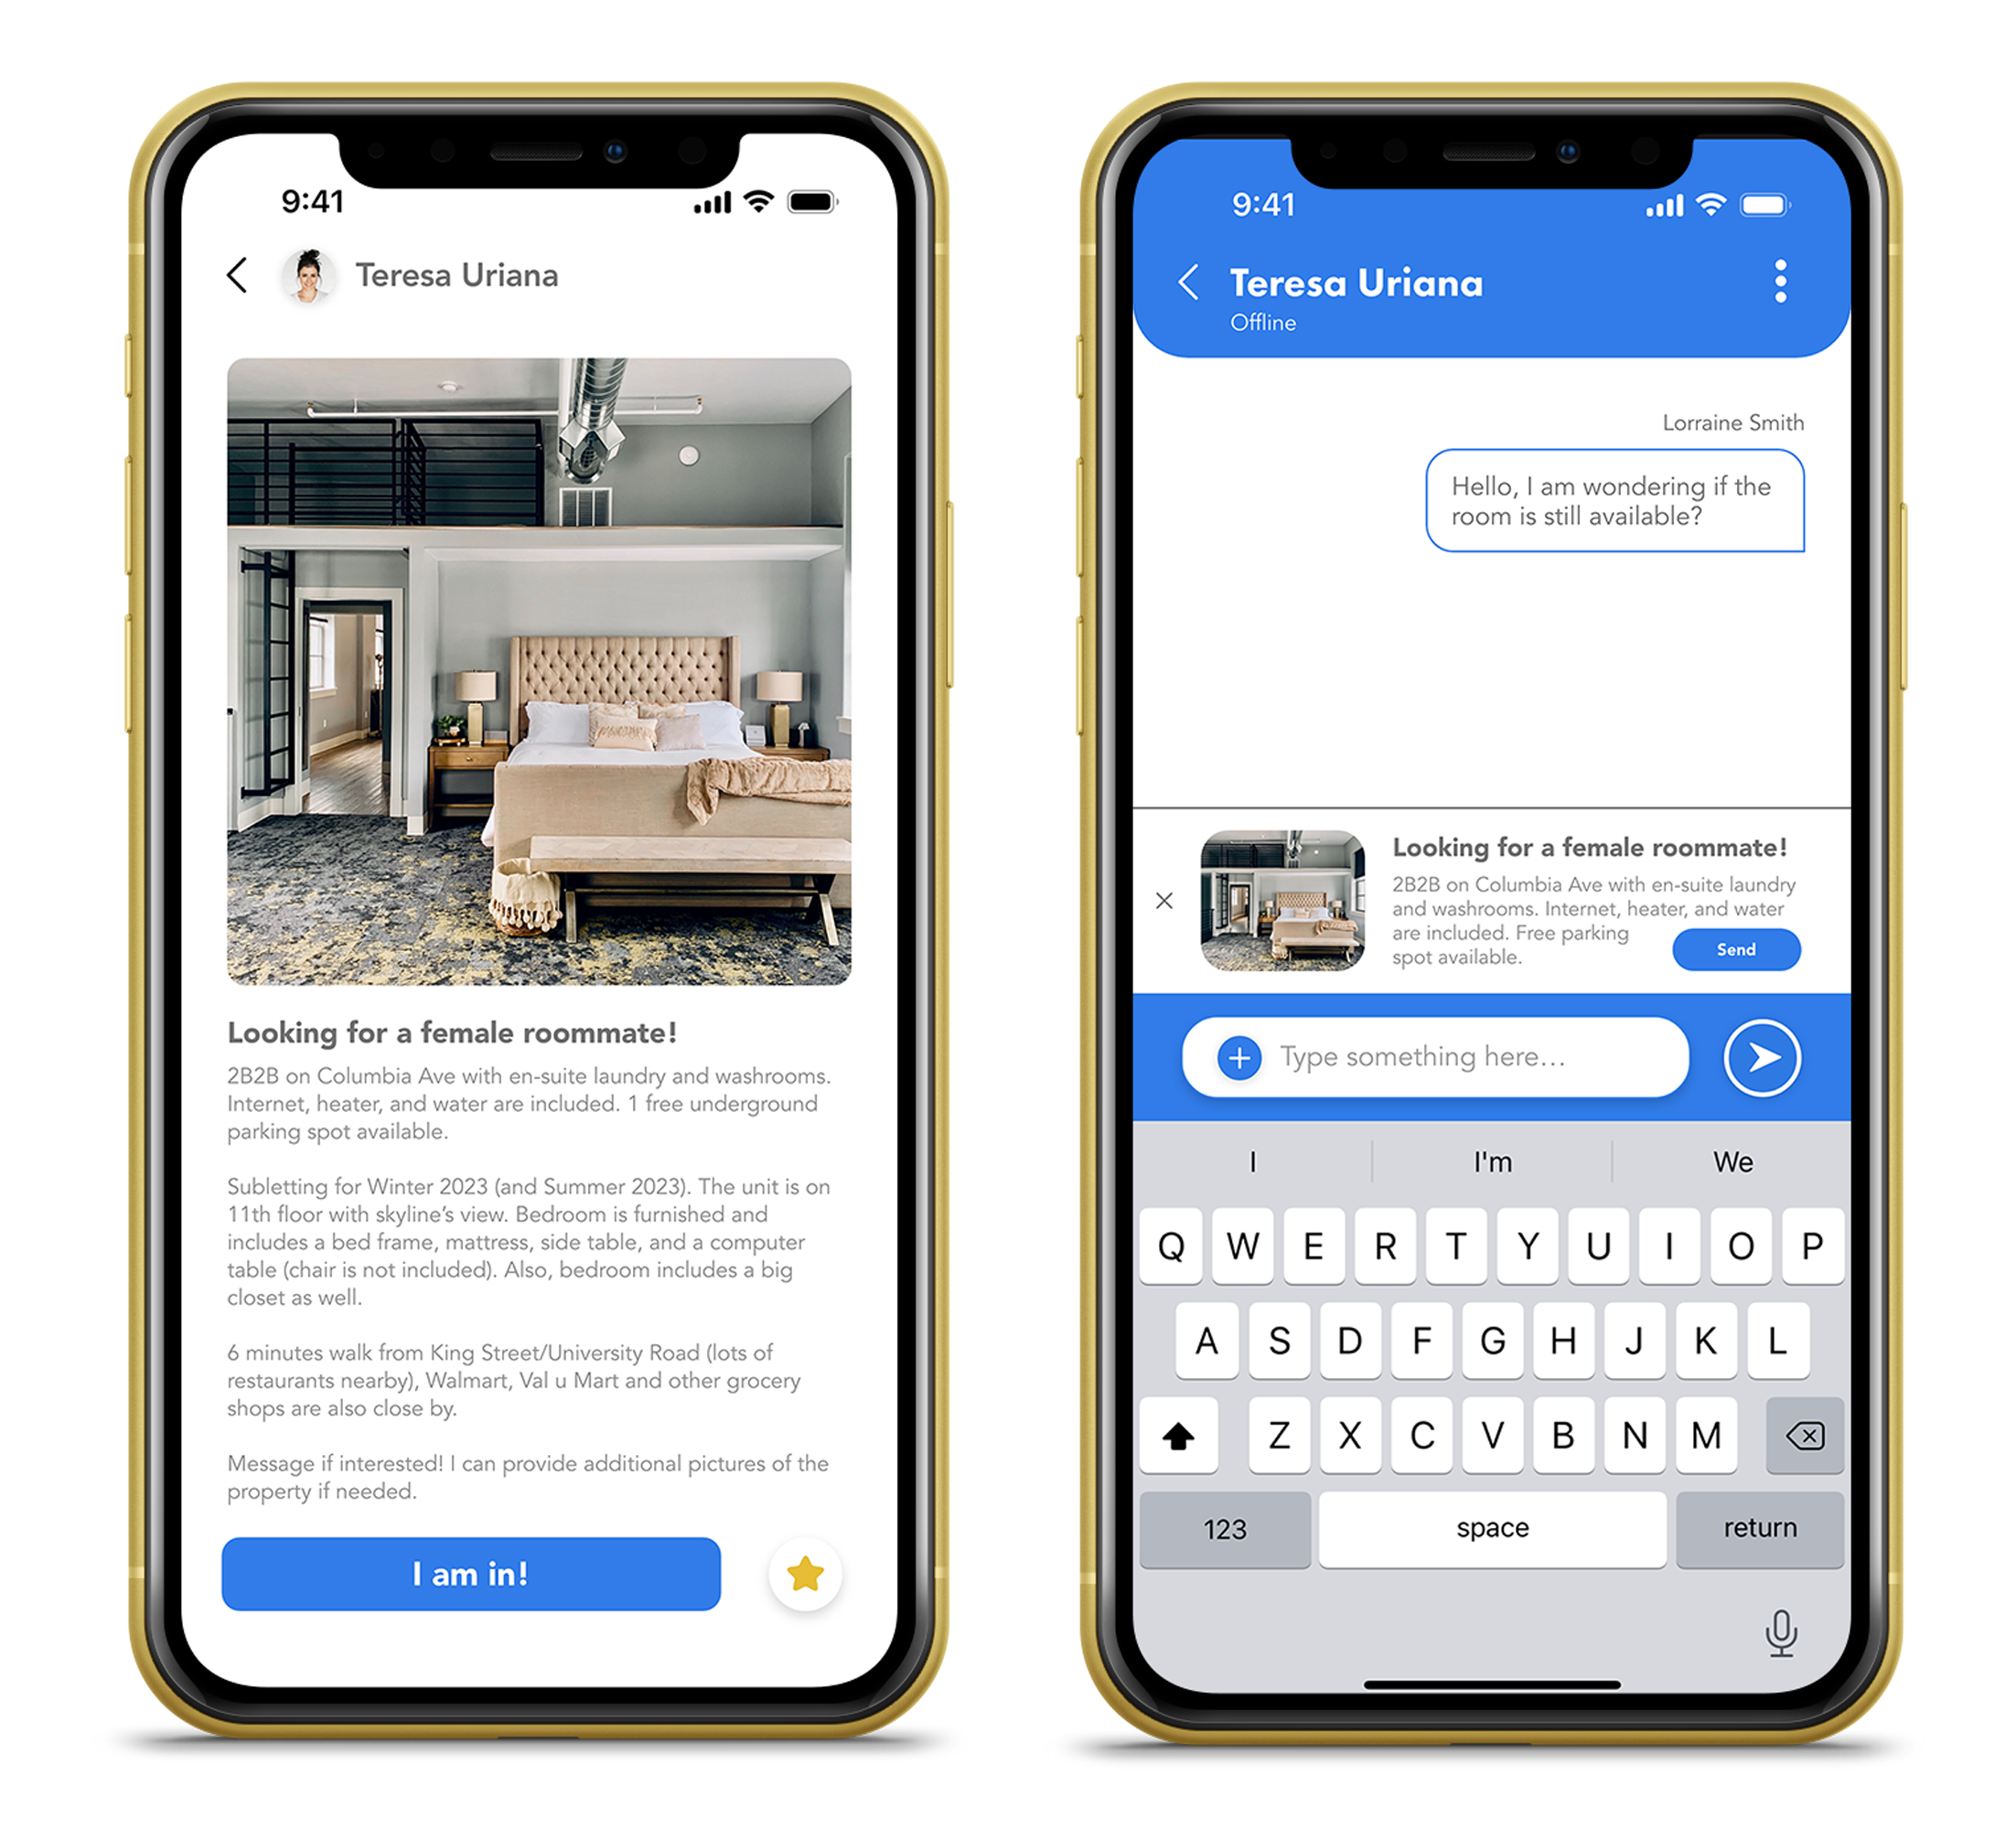 9:41
Teresa Uriana
Looking for a female roommate!
2B2B on Columbia Ave with en-suite laundry and washrooms.
Internet, heater, and water are included. 1 free underground
parking spot available.
Subletting for Winter 2023 (and Summer 2023). The unit is on
11th floor with skyline's view. Bedroom is furnished and
includes a bed frame, mattress, side table, and a computer
table (chair is not included). Also, bedroom includes a big
closet as well.
6 minutes walk from King Street/University Road (lots of
restaurants nearby), Walmart, Val u Mart and other grocery
shops are also close by.
Message if interested! I can provide additional pictures of the
property if needed.
I am in!
9:41
Teresa Uriana
Offline
Lorraine Smith
Hello, I am wondering if the
room is still available?
Looking for a female roommate!
2B2B on Columbia Ave with en-suite laundry
and washrooms. Internet, heater, and water
are included. Free parking
spot available.
Send
Type something here...
I I'm We
Q W E R T Y U I O P
A S D F G H J K L
Z X C V B N M
123 space return